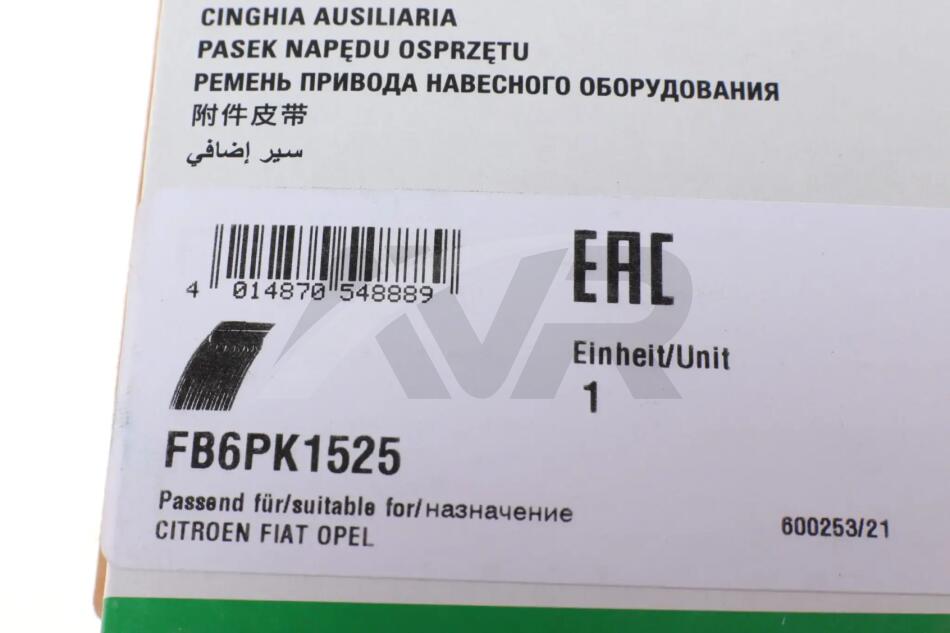 CINGHIA AUSILIARIA
PASEK NAPĘDU OSPRZĘTU
РЕМЕНЬ ПРИВОДА НАВЕСНОГО ОБОРУДОВАНИЯ
附件皮带
سير إضافي
4 014870 548889
EAC
AVR
Einheit/Unit
1
FB6PK1525
Passend für/suitable for/назначение
CITROEN FIAT OPEL
600253/21